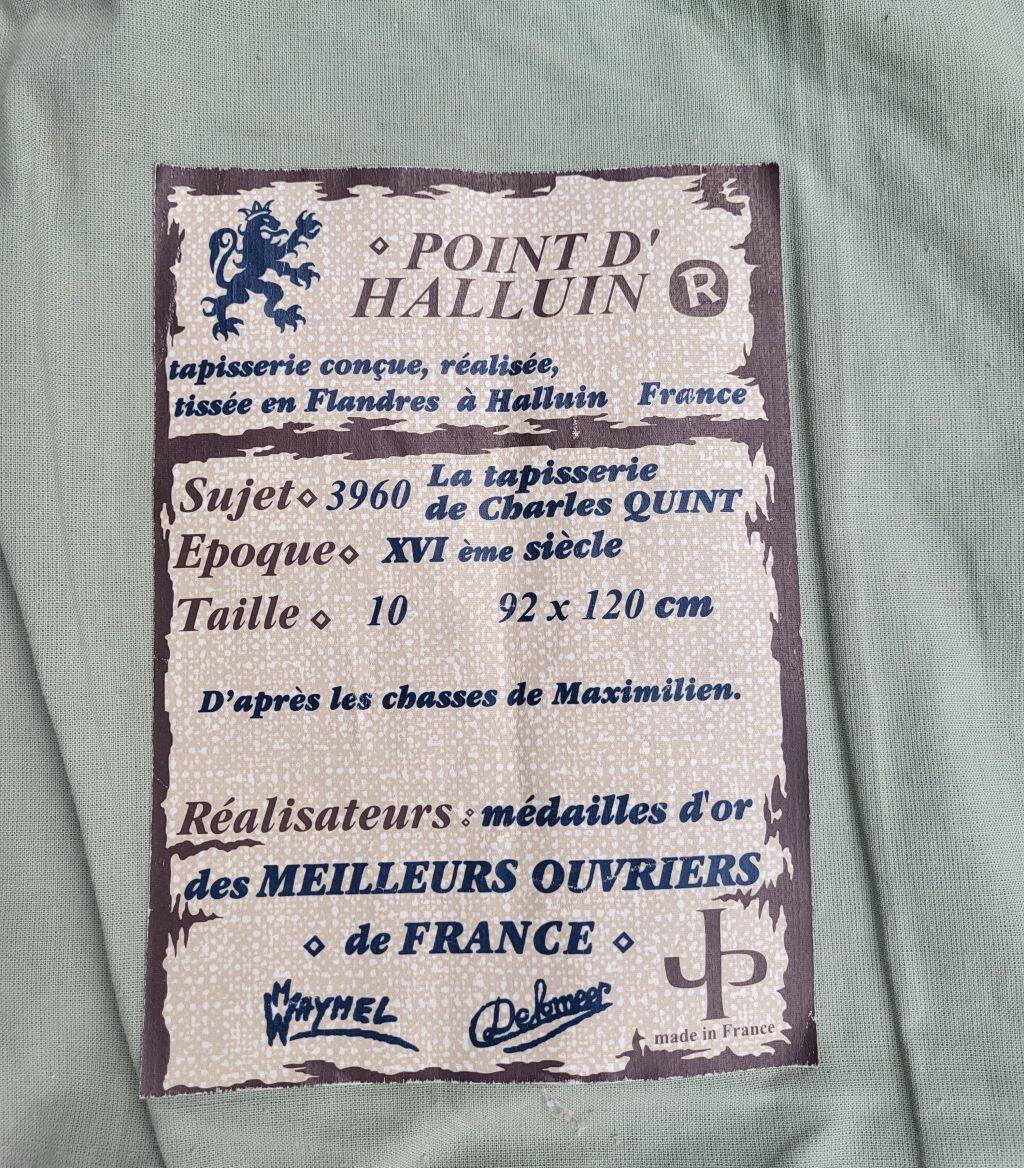 ◇ POINT D'
HALLUIN ®
tapisserie conçue, réalisée,
tissée en Flandres à Halluin France
Sujet ◇ 3960 La tapisserie
de Charles QUINT
Epoque ◇ XVI ème siècle
Taille ◇ 10 92 x 120 cm
D'après les chasses de Maximilien.
Réalisateurs : médailles d'or
des MEILLEURS OUVRIERS
◇ de FRANCE ◇
WAYMEL Delomeer
JP
made in France